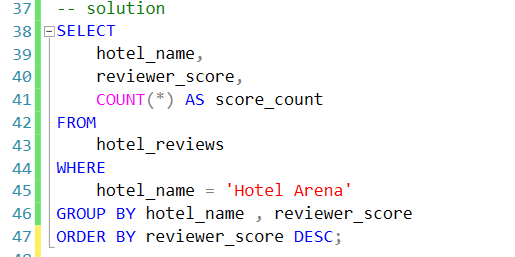 37 -- solution
38 SELECT
39 hotel_name,
40 reviewer_score,
41 COUNT(*) AS score_count
42 FROM
43 hotel_reviews
44 WHERE
45 hotel_name = 'Hotel Arena'
46 GROUP BY hotel_name , reviewer_score
47 ORDER BY reviewer_score DESC;